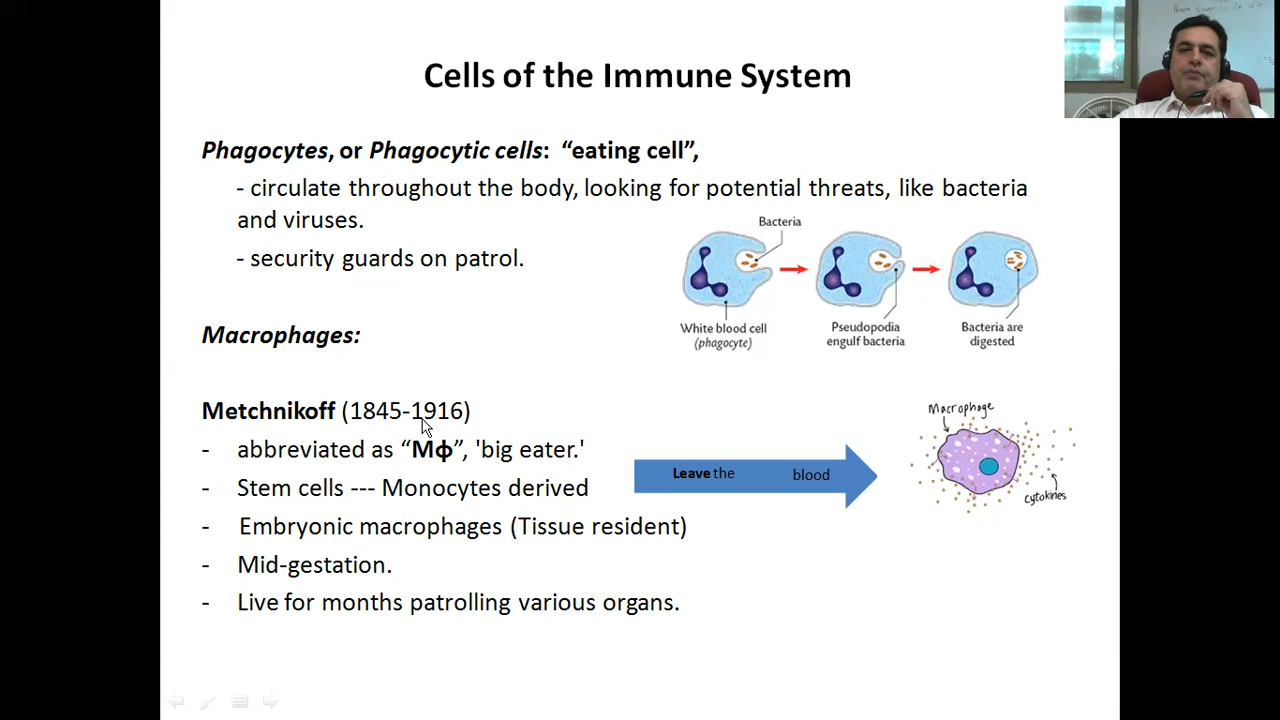 Cells of the Immune System
Phagocytes, or Phagocytic cells: “eating cell”,
- circulate throughout the body, looking for potential threats, like bacteria
and viruses.
- security guards on patrol.
Bacteria
White blood cell
(phagocyte)
Pseudopodia
engulf bacteria
Bacteria are
digested
Macrophages:
Metchnikoff (1845-1916)
- abbreviated as “Mϕ”, 'big eater.'
- Stem cells --- Monocytes derived
- Embryonic macrophages (Tissue resident)
- Mid-gestation.
- Live for months patrolling various organs.
Leave the blood
Macrophage
cytokines